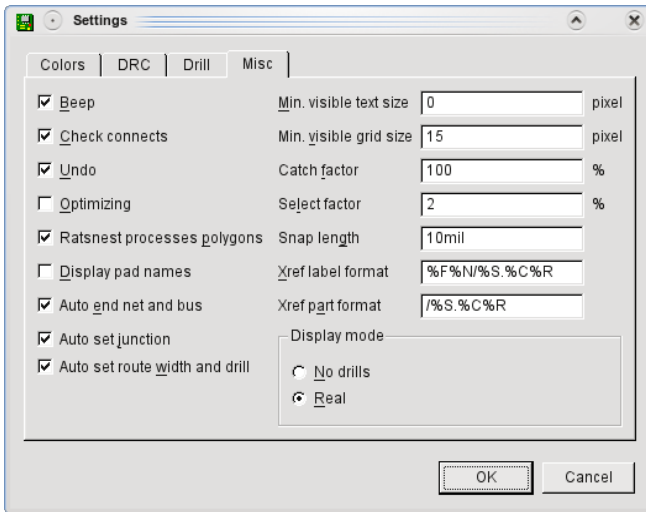 Settings
Colors DRC Drill Misc
Beep Min. visible text size 0 pixel
Check connects Min. visible grid size 15 pixel
Undo Catch factor 100 %
Optimizing Select factor 2 %
Ratsnest processes polygons Snap length 10mil
Display pad names Xref label format %F%N/%S.%C%R
Auto end net and bus Xref part format /%S.%C%R
Auto set junction Display mode
Auto set route width and drill No drills
Real
OK Cancel